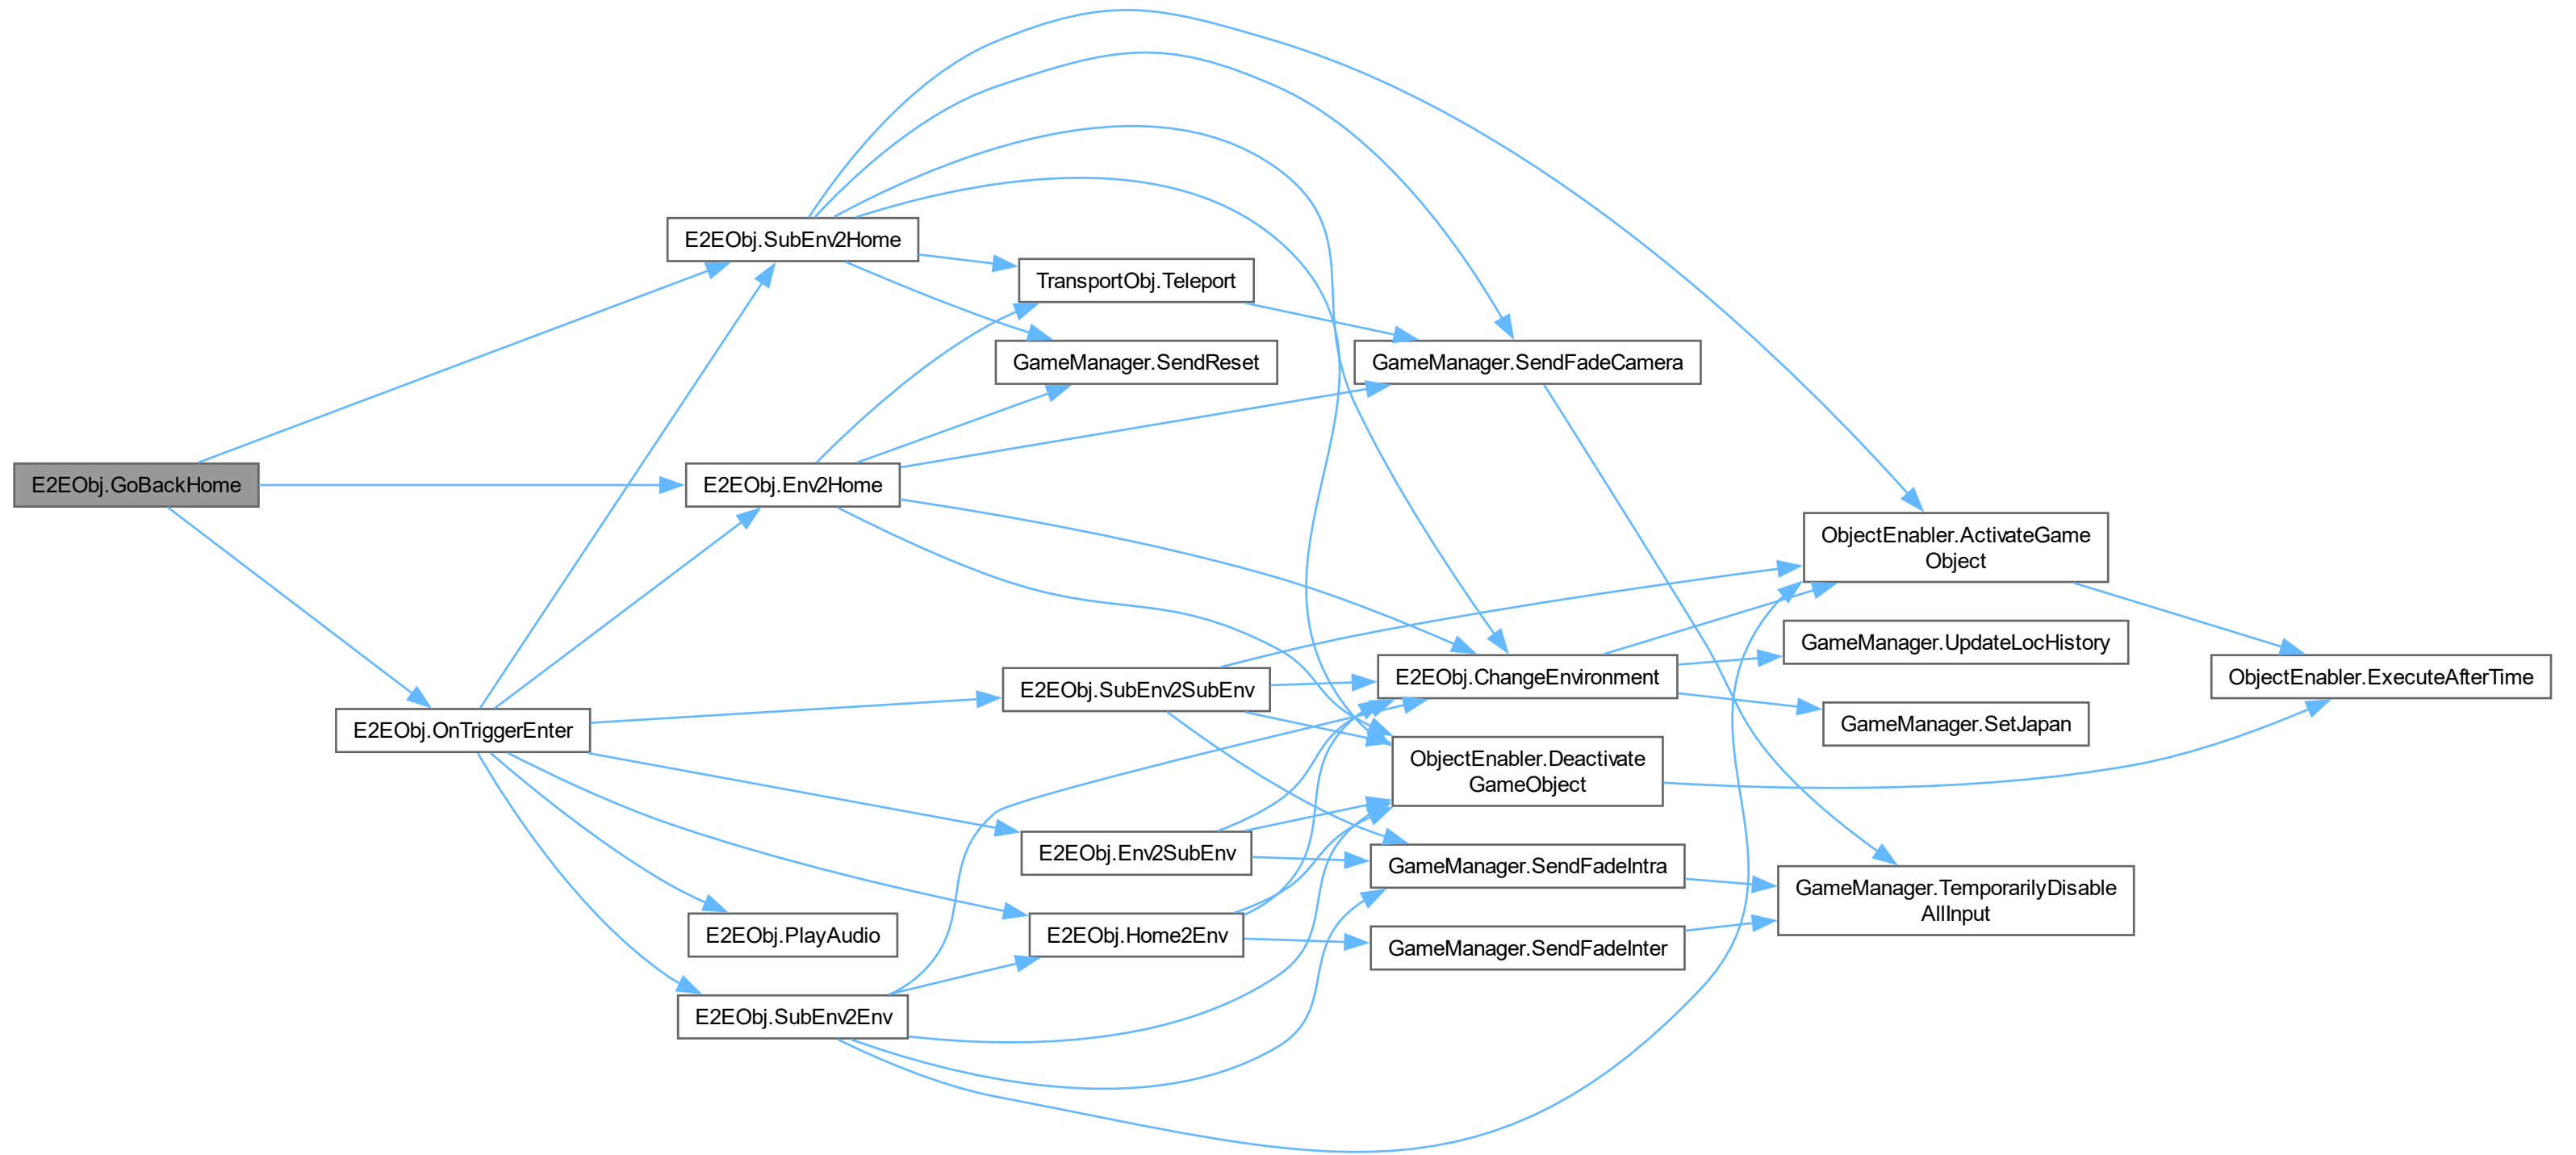 E2EObj.GoBackHome
E2EObj.SubEnv2Home
E2EObj.Env2Home
E2EObj.OnTriggerEnter
E2EObj.PlayAudio
E2EObj.SubEnv2Env
TransportObj.Teleport
GameManager.SendReset
E2EObj.SubEnv2SubEnv
E2EObj.Env2SubEnv
E2EObj.Home2Env
GameManager.SendFadeCamera
E2EObj.ChangeEnvironment
ObjectEnabler.Deactivate
GameObject
GameManager.SendFadeIntra
GameManager.SendFadeInter
ObjectEnabler.ActivateGame
Object
GameManager.UpdateLocHistory
GameManager.SetJapan
GameManager.TemporarilyDisable
AllInput
ObjectEnabler.ExecuteAfterTime